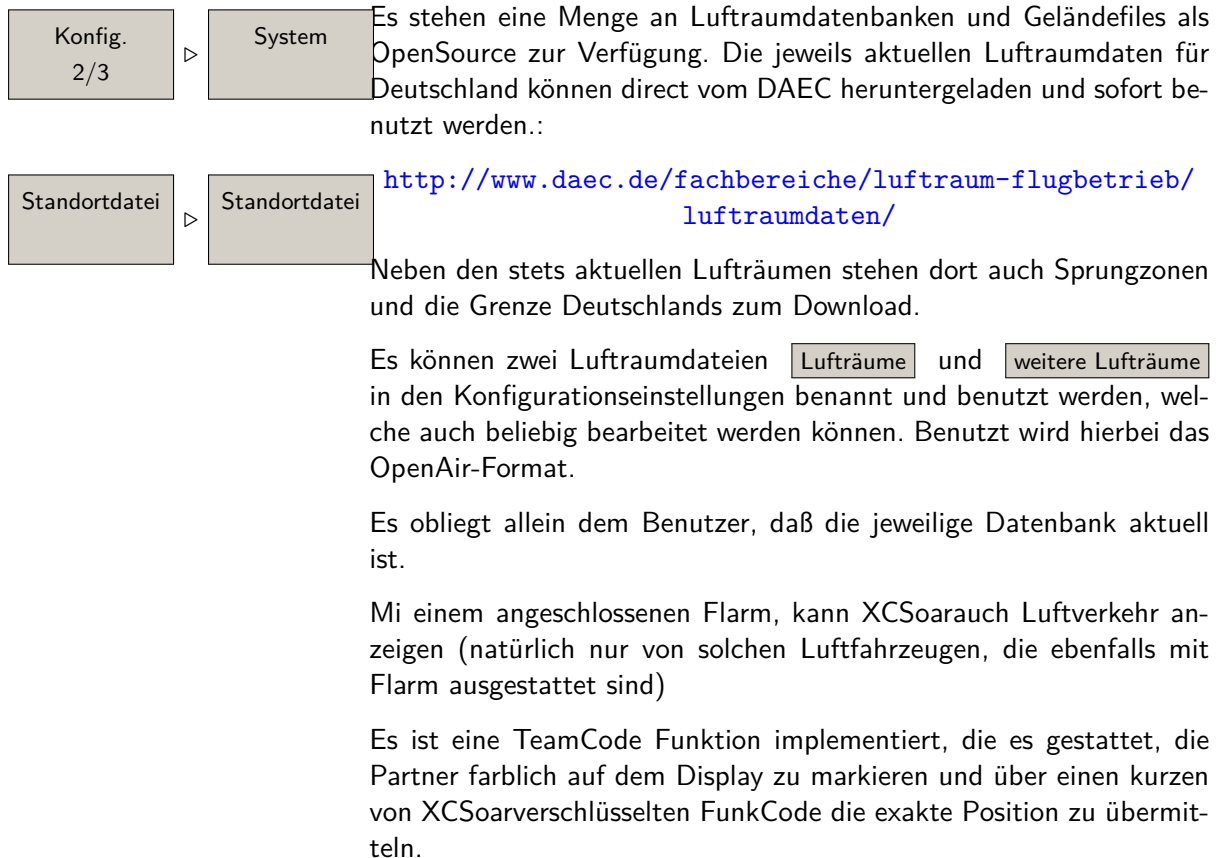 Konfig.
2/3
▷
System
Es stehen eine Menge an Luftraumdatenbanken und Geländefiles als
OpenSource zur Verfügung. Die jeweils aktuellen Luftraumdaten für
Deutschland können direct vom DAEC heruntergeladen und sofort be-
nutzt werden.:
Standortdatei
▷
Standortdatei
http://www.daec.de/fachbereiche/luftraum-flugbetrieb/
luftraumdaten/
Neben den stets aktuellen Lufträumen stehen dort auch Sprungzonen
und die Grenze Deutschlands zum Download.
Es können zwei Luftraumdateien Lufträume und weitere Lufträume
in den Konfigurationseinstellungen benannt und benutzt werden, wel-
che auch beliebig bearbeitet werden können. Benutzt wird hierbei das
OpenAir-Format.
Es obliegt allein dem Benutzer, daß die jeweilige Datenbank aktuell
ist.
Mi einem angeschlossenen Flarm, kann XCSoarauch Luftverkehr an-
zeigen (natürlich nur von solchen Luftfahrzeugen, die ebenfalls mit
Flarm ausgestattet sind)
Es ist eine TeamCode Funktion implementiert, die es gestattet, die
Partner farblich auf dem Display zu markieren und über einen kurzen
von XCSoarverschlüsselten FunkCode die exakte Position zu übermit-
teln.